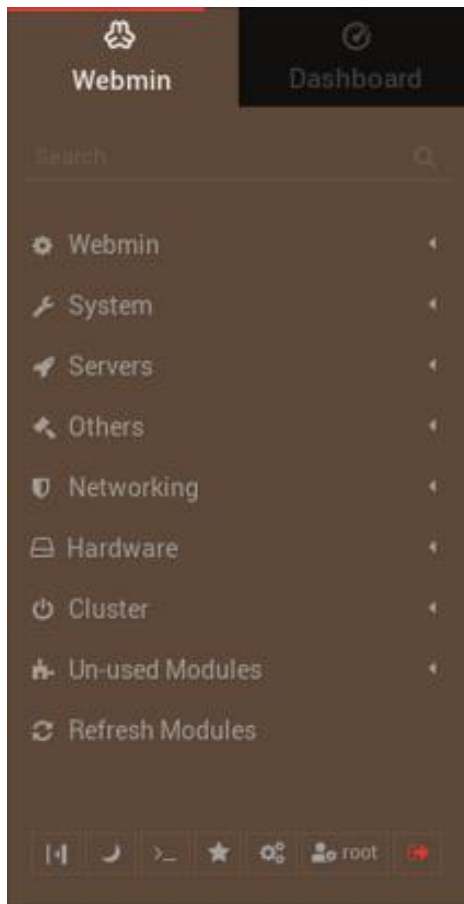 Webmin
Dashboard
Search
Webmin
System
Servers
Others
Networking
Hardware
Cluster
Un-used Modules
Refresh Modules
root